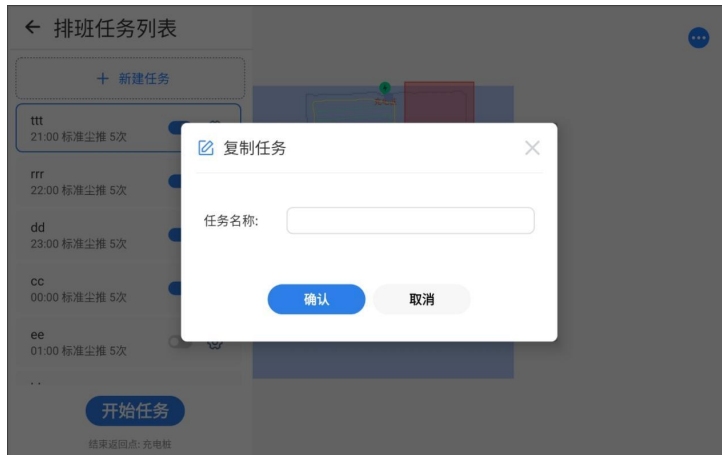 排班任务列表
+ 新建任务
ttt
21:00 标准尘推 5次
rrr
22:00 标准尘推 5次
dd
23:00 标准尘推 5次
cc
00:00 标准尘推 5次
ee
01:00 标准尘推 5次
开始任务
结束返回点: 充电桩
复制任务
任务名称:
确认
取消